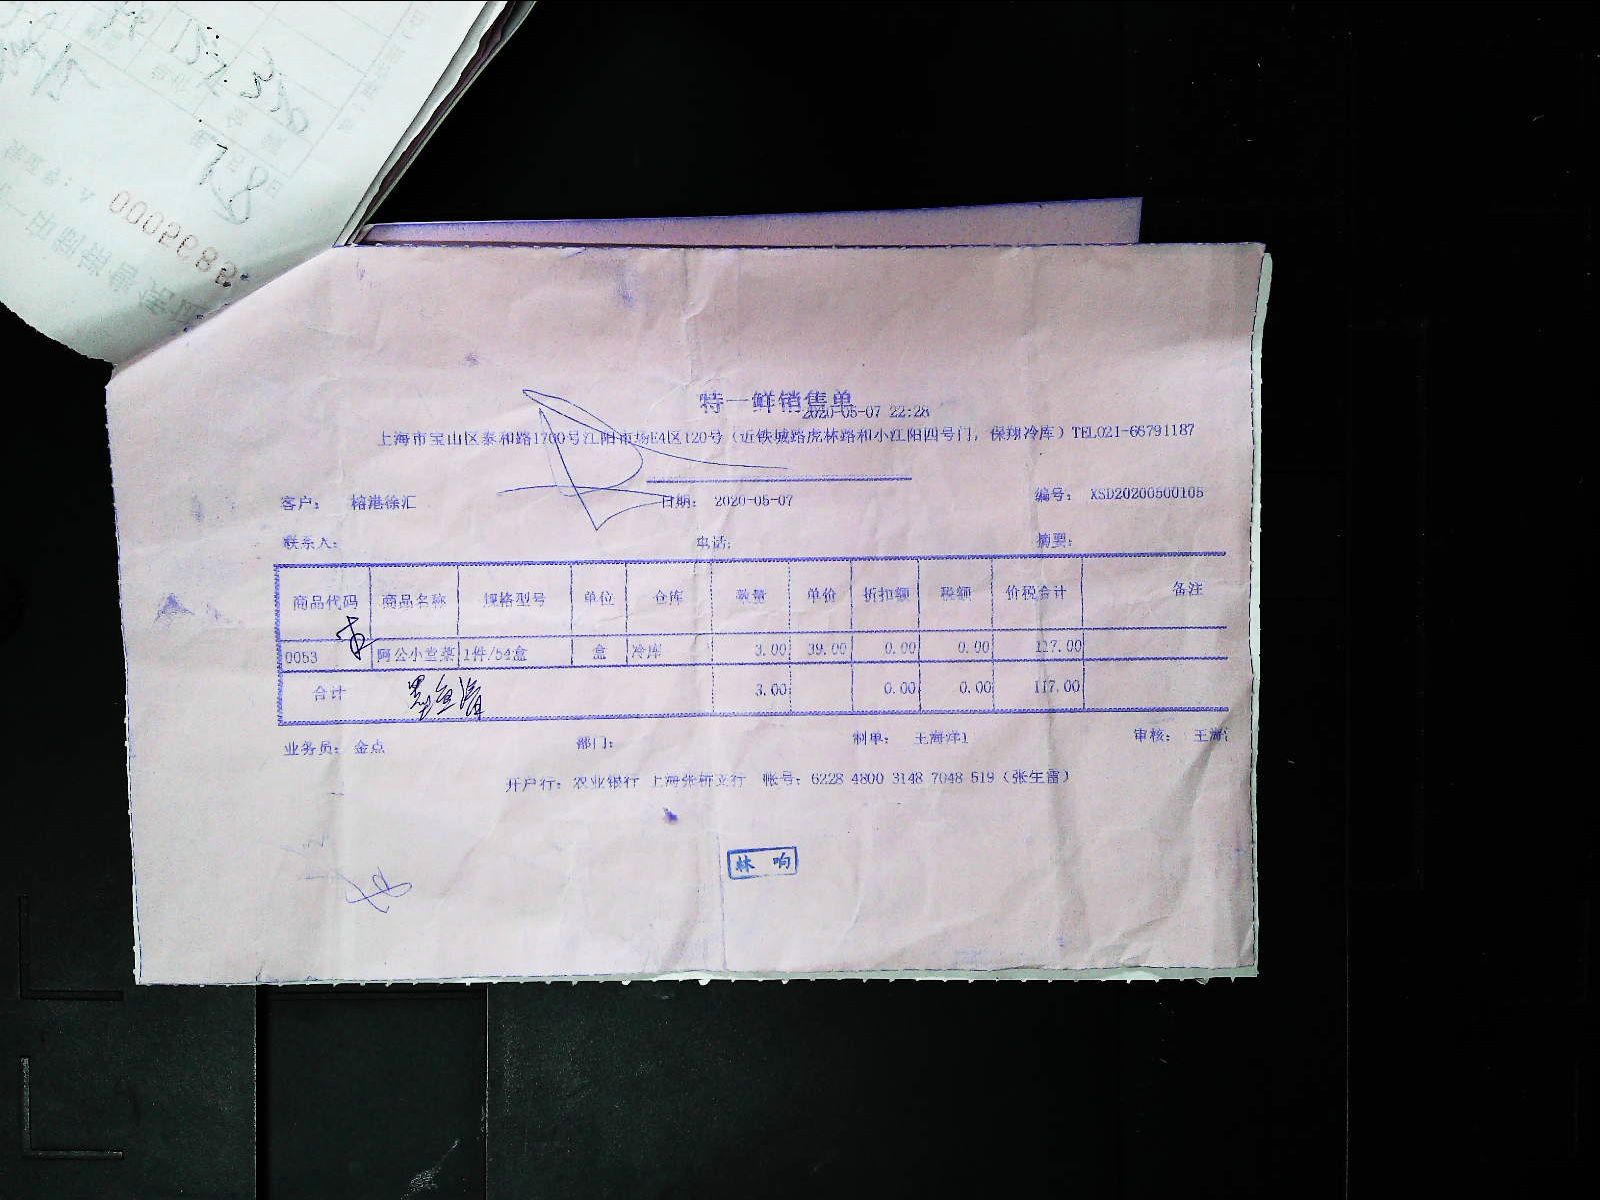 特一鲜销售单
2020-05-07 22:28
上海市宝山区泰和路1760号江阳市场E4区120号（近铁城路虎林路和小江阳四号门，保翔冷库）TEL021-66791187
客户： 榕港徐汇 日期： 2020-05-07 编号： XSD20200500105
联系人： 电话： 摘要：
商品代码 商品名称 规格型号 单位 仓库 数量 单价 折扣额 税额 价税合计 备注
0053 阿公小堂菜 1件/54盒 盒 冷库 3.00 39.00 0.00 0.00 117.00
合计 3.00 0.00 0.00 117.00
业务员： 金点 部门： 制单： 王海洋1 审核： 王海
开户行：农业银行 上海张桥支行 账号：6228 4800 3148 7048 519（张生雷）
林 响